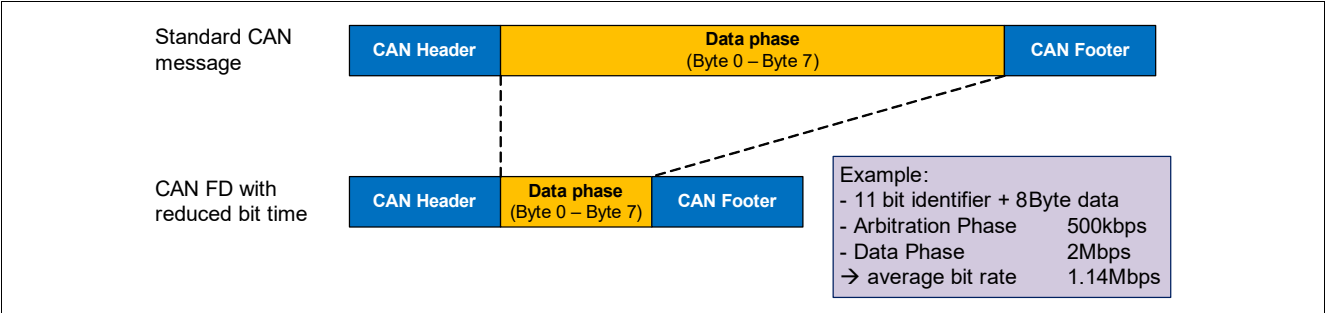 Standard CAN
message
CAN Header
Data phase
(Byte 0 – Byte 7)
CAN Footer
CAN FD with
reduced bit time
CAN Header
Data phase
(Byte 0 – Byte 7)
CAN Footer
Example:
- 11 bit identifier + 8Byte data
- Arbitration Phase 500kbps
- Data Phase 2Mbps
→ average bit rate 1.14Mbps